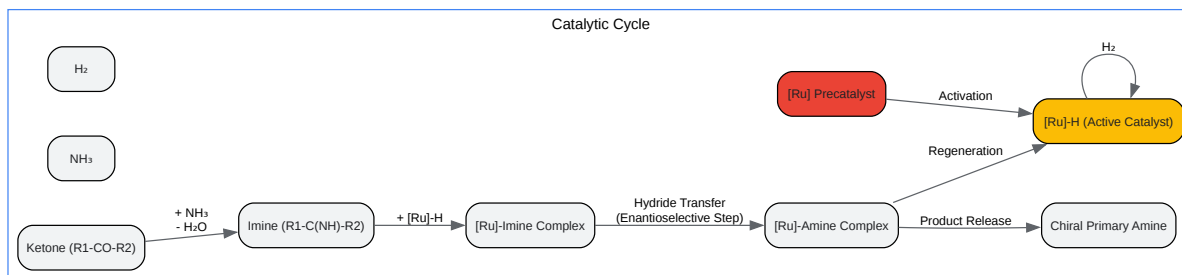 Catalytic Cycle
H₂
H₂
[Ru] Precatalyst
Activation
[Ru]-H (Active Catalyst)
NH₃
Regeneration
Ketone (R1-CO-R2)
+ NH₃
- H₂O
Imine (R1-C(NH)-R2)
+ [Ru]-H
[Ru]-Imine Complex
Hydride Transfer
(Enantioselective Step)
[Ru]-Amine Complex
Product Release
Chiral Primary Amine